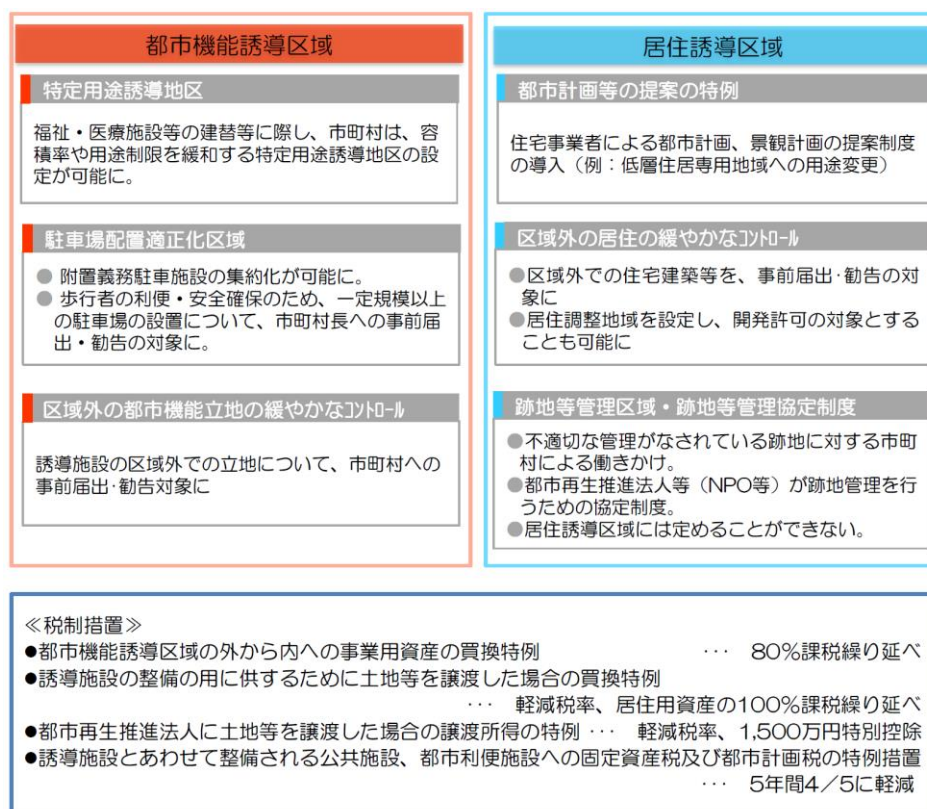 都市機能誘導区域
特定用途誘導地区
福祉・医療施設等の建替等に際し、市町村は、容
積率や用途制限を緩和する特定用途誘導地区の設
定が可能に。
駐車場配置適正化区域
● 附置義務駐車施設の集約化が可能に。
● 歩行者の利便・安全確保のため、一定規模以上
の駐車場の設置について、市町村長への事前届
出・勧告の対象に。
区域外の都市機能立地の緩やかなｺﾝﾄﾛｰﾙ
誘導施設の区域外での立地について、市町村への
事前届出･勧告対象に
居住誘導区域
都市計画等の提案の特例
住宅事業者による都市計画、景観計画の提案制度
の導入（例：低層住居専用地域への用途変更）
区域外の居住の緩やかなｺﾝﾄﾛｰﾙ
●区域外での住宅建築等を、事前届出･勧告の対
象に
●居住調整地域を設定し、開発許可の対象とする
ことも可能に
跡地等管理区域・跡地等管理協定制度
●不適切な管理がなされている跡地に対する市町
村による働きかけ。
●都市再生推進法人等（NPO等）が跡地管理を行
うための協定制度。
●居住誘導区域には定めることができない。
≪税制措置≫
●都市機能誘導区域の外から内への事業用資産の買換特例 ･･･ 80%課税繰り延べ
●誘導施設の整備の用に供するために土地等を譲渡した場合の買換特例
･･･ 軽減税率、居住用資産の100%課税繰り延べ
●都市再生推進法人に土地等を譲渡した場合の譲渡所得の特例 ･･･ 軽減税率、1,500万円特別控除
●誘導施設とあわせて整備される公共施設、都市利便施設への固定資産税及び都市計画税の特例措置
･･･ 5年間4／5に軽減